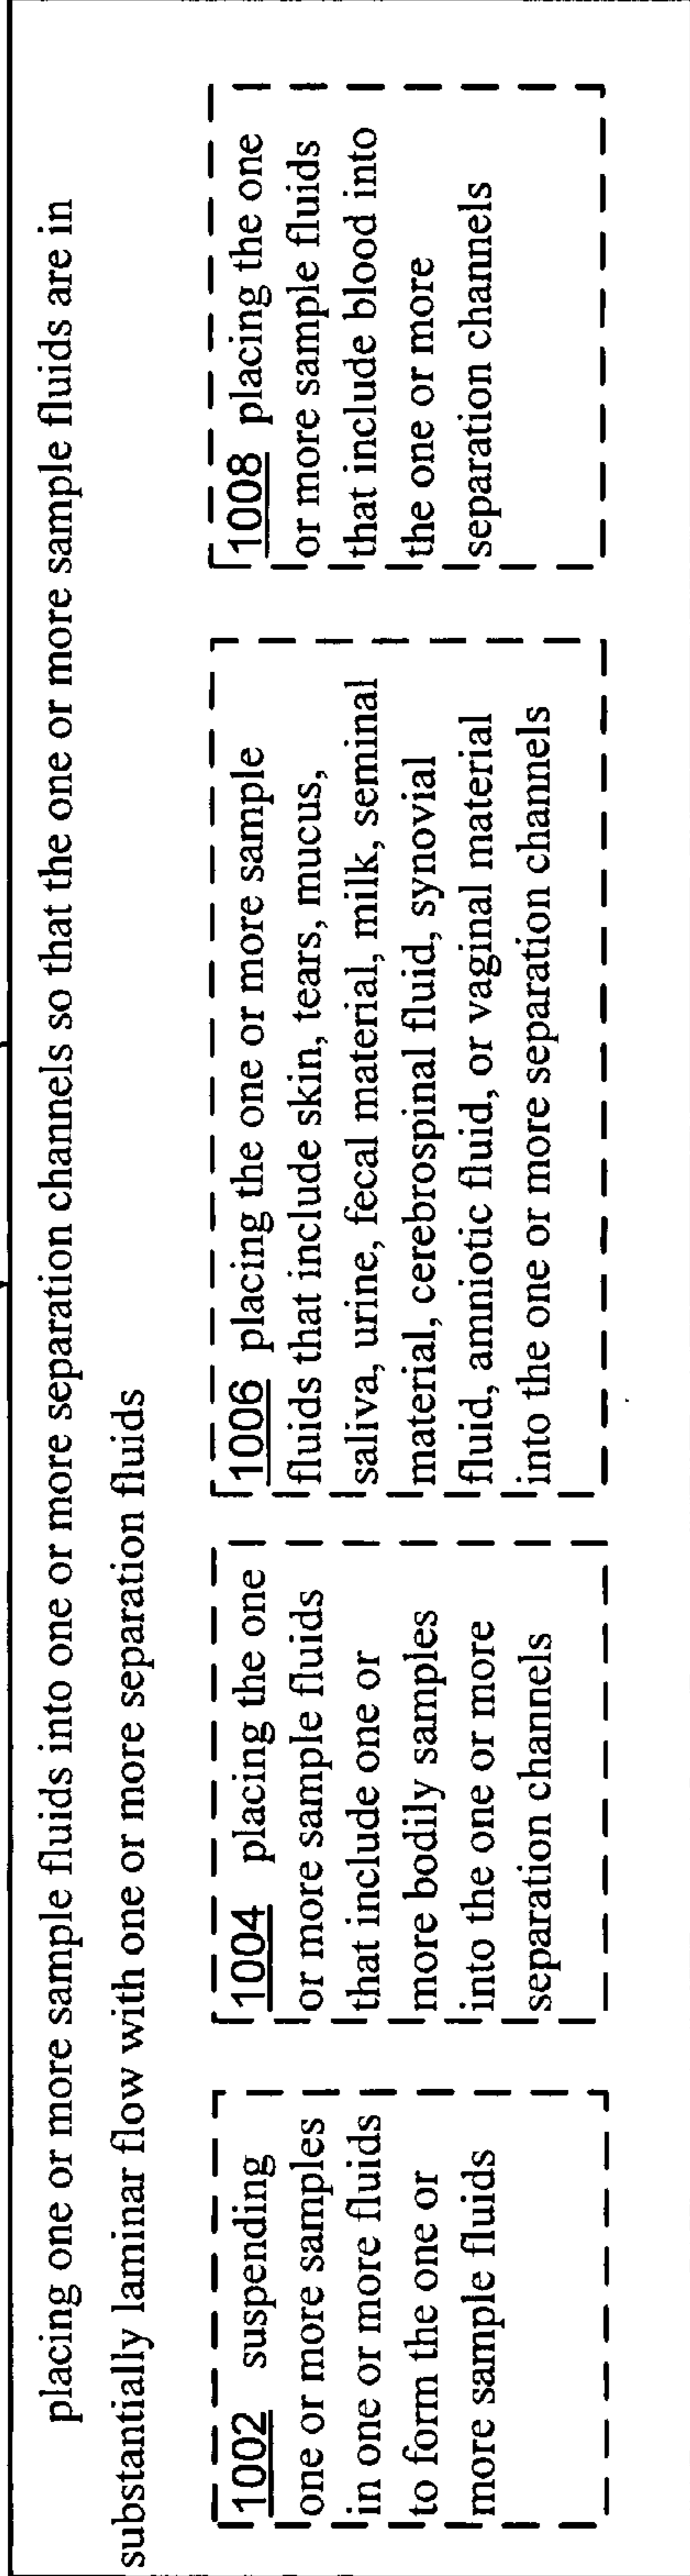 placing one or more sample fluids into one or more separation channels so that the one or more sample fluids are in
substantially laminar flow with one or more separation fluids
1002 suspending
one or more samples
in one or more fluids
to form the one or
more sample fluids
1004 placing the one
or more sample fluids
that include one or
more bodily samples
into the one or more
separation channels
1006 placing the one or more sample
fluids that include skin, tears, mucus,
saliva, urine, fecal material, milk, seminal
material, cerebrospinal fluid, synovial
fluid, amniotic fluid, or vaginal material
into the one or more separation channels
1008 placing the one
or more sample fluids
that include blood into
the one or more
separation channels